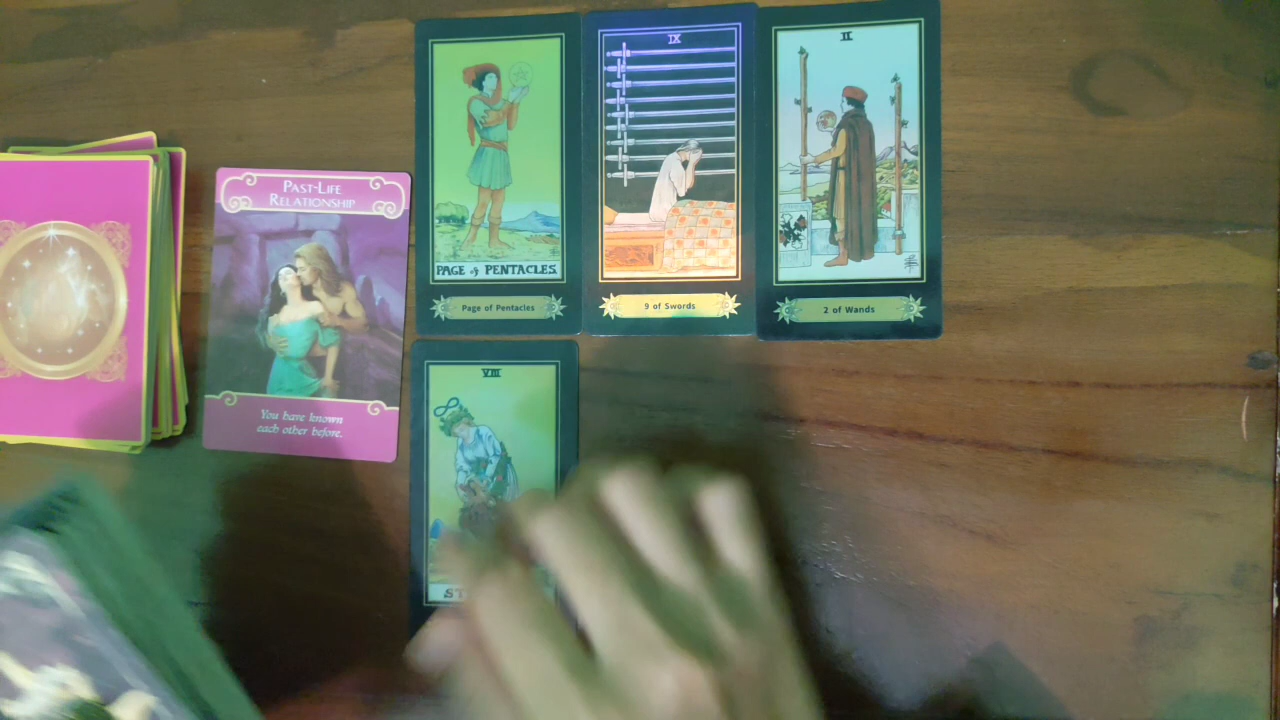 PAST-LIFE
RELATIONSHIP
You have known
each other before.
PAGE of PENTACLES.
Page of Pentacles
IX
9 of Swords
II
2 of Wands
VIII
ST